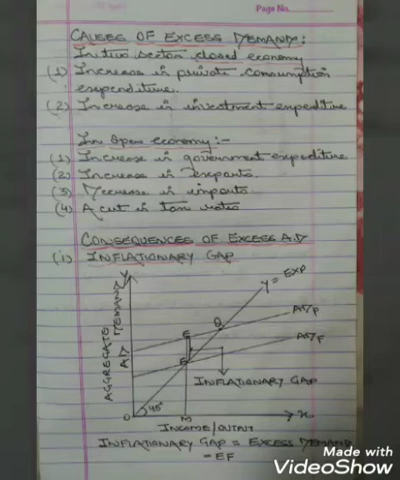 Page No.
CAUSES OF EXCESS DEMAND:
In two sector closed economy
(1) Increase in private consumption
expenditure.
(2) Increase in investment expenditure
In Open economy:-
(1) Increase in government expenditure
(2) Increase in exports.
(3) Decrease in imports
(4) A cut in tax rates
CONSEQUENCES OF EXCESS A.D
(i) INFLATIONARY GAP
Y
Y = EXP
ADP
Q
E
ADF
F
AGGREGATE DEMAND
AD
INFLATIONARY GAP
O
45°
M
X
INCOME/OUTPUT
INFLATIONARY GAP = EXCESS DEMAND
= EF
Made with
VideoShow